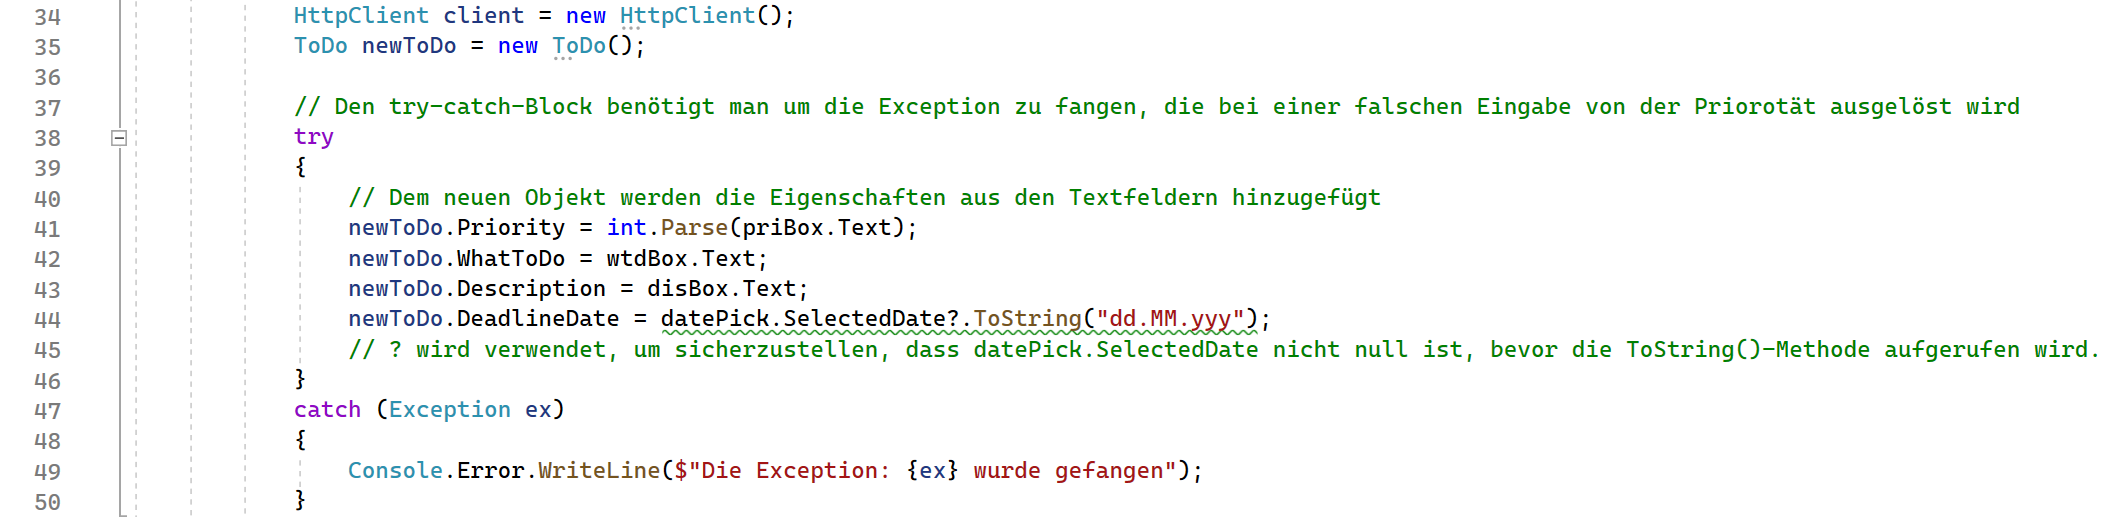 34 HttpClient client = new HttpClient();
35 ToDo newToDo = new ToDo();
36
37 // Den try-catch-Block benötigt man um die Exception zu fangen, die bei einer falschen Eingabe von der Priorotät ausgelöst wird
38 try
39 {
40 // Dem neuen Objekt werden die Eigenschaften aus den Textfeldern hinzugefügt
41 newToDo.Priority = int.Parse(priBox.Text);
42 newToDo.WhatToDo = wtdBox.Text;
43 newToDo.Description = disBox.Text;
44 newToDo.DeadlineDate = datePick.SelectedDate?.ToString("dd.MM.yyy");
45 // ? wird verwendet, um sicherzustellen, dass datePick.SelectedDate nicht null ist, bevor die ToString()-Methode aufgerufen wird.
46 }
47 catch (Exception ex)
48 {
49 Console.Error.WriteLine($"Die Exception: {ex} wurde gefangen");
50 }